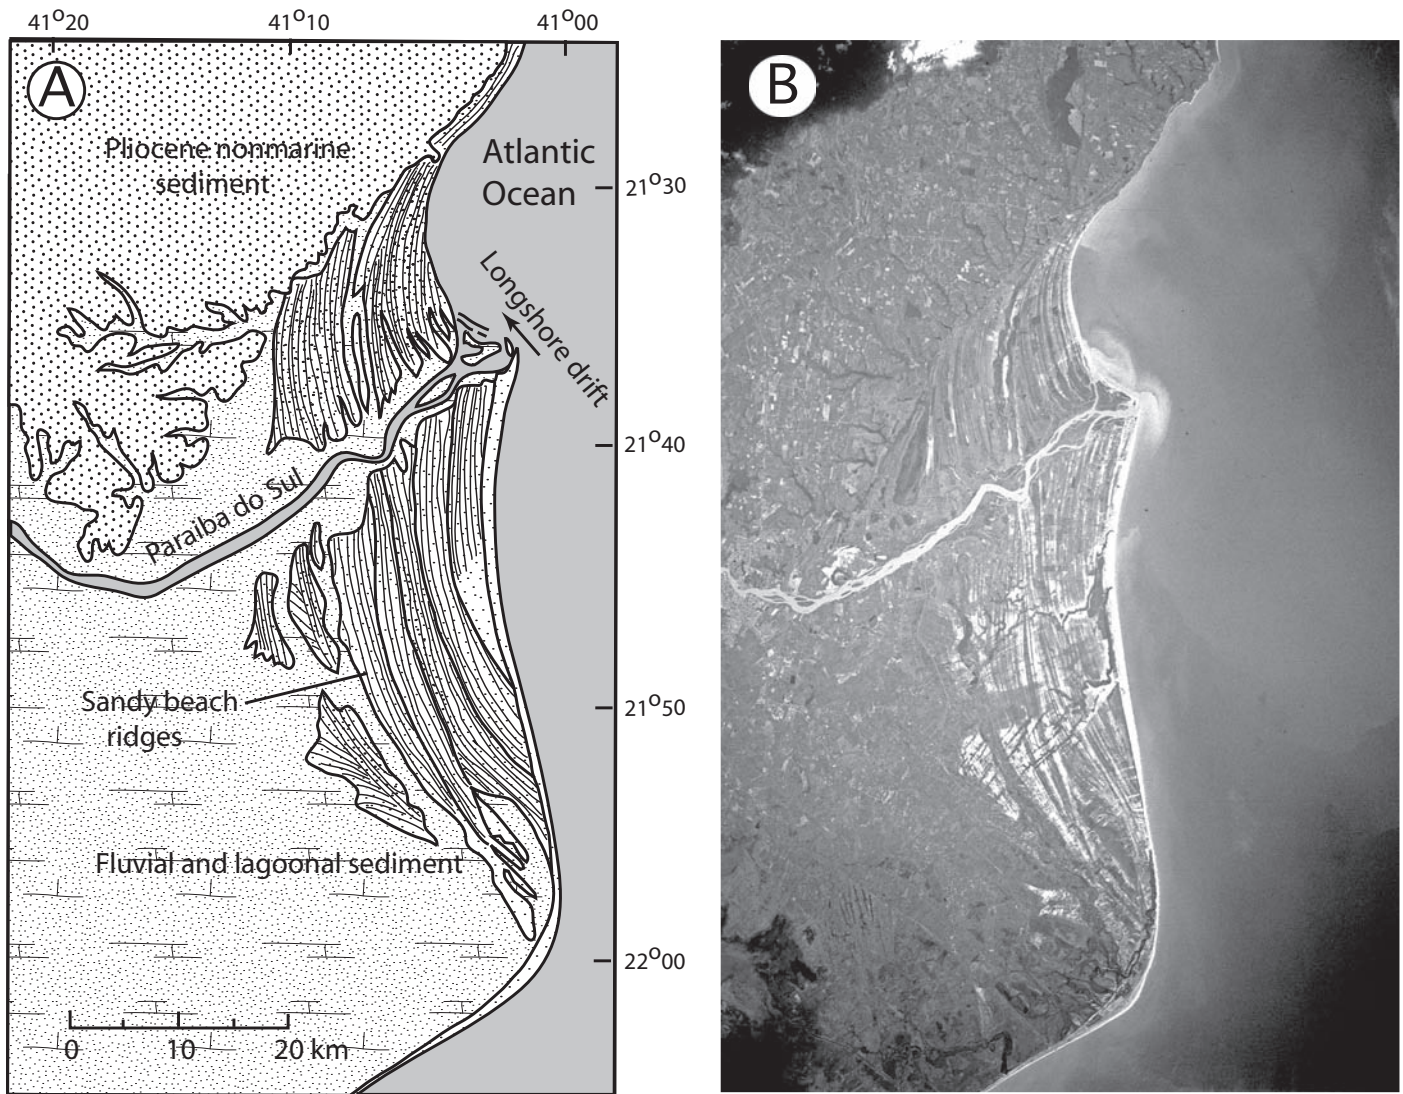 41°20
41°10
41°00
A
B
Pliocene nonmarine
sediment
Atlantic
Ocean
21°30
Longshore drift
21°40
Paraiba do Sul
Sandy beach
ridges
21°50
Fluvial and lagoonal sediment
22°00
0
10
20 km